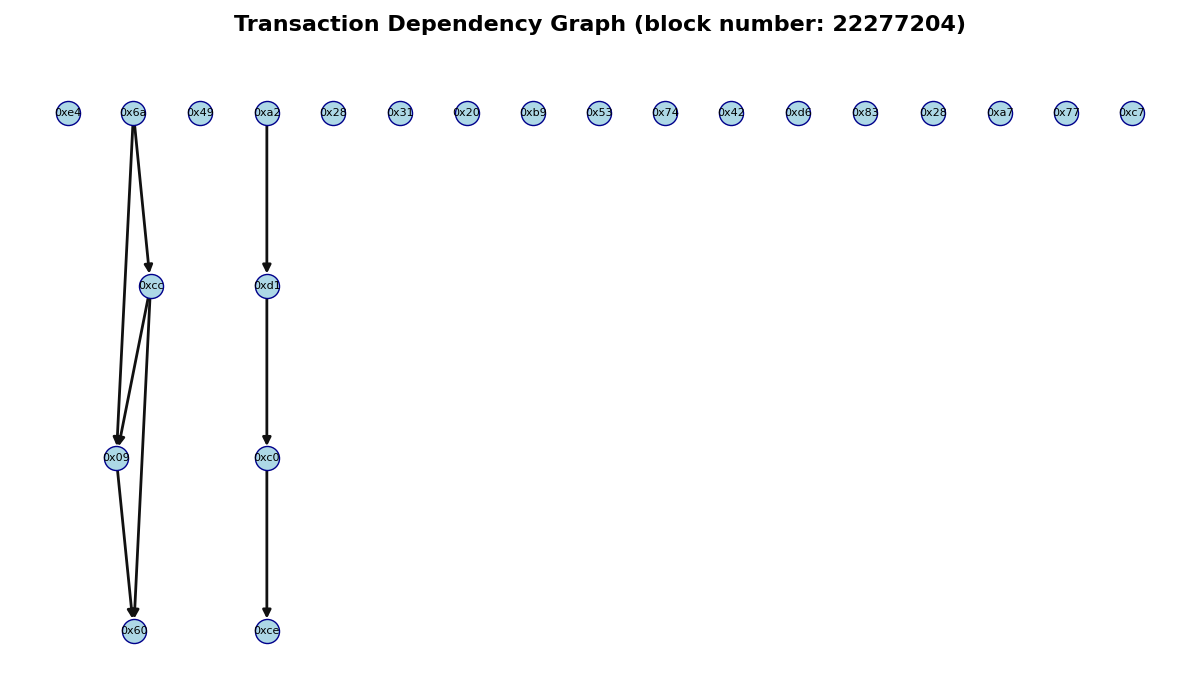 Transaction Dependency Graph (block number: 22277204)
0xe4 0x6a 0x49 0xa2 0x28 0x31 0x20 0xb9 0x53 0x74 0x42 0xd6 0x83 0x28 0xa7 0x77 0xc7
0xcc 0xd1
0x09 0xc0
0x60 0xce